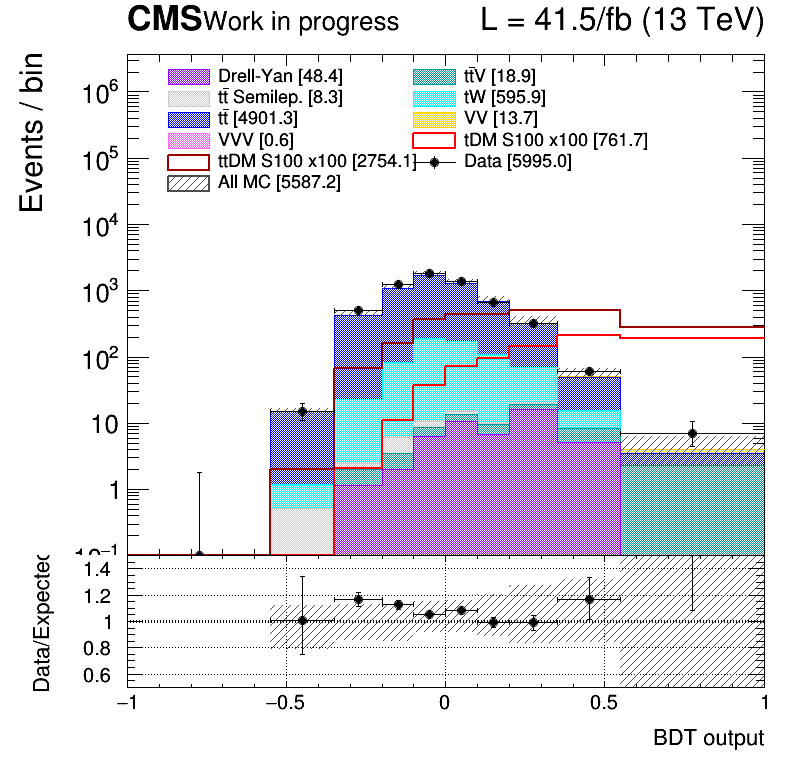 CMS Work in progress L = 41.5/fb (13 TeV)
Events / bin
Drell-Yan [48.4] tt̄V [18.9]
tt̄ Semilep. [8.3] tW [595.9]
tt̄ [4901.3] VV [13.7]
VVV [0.6] tDM S100 x100 [761.7]
ttDM S100 x100 [2754.1] Data [5995.0]
All MC [5587.2]
10⁶
10⁵
10⁴
10³
10²
10
1
10⁻¹
Data/Expected
1.4
1.2
1
0.8
0.6
−1 −0.5 0 0.5 1
BDT output